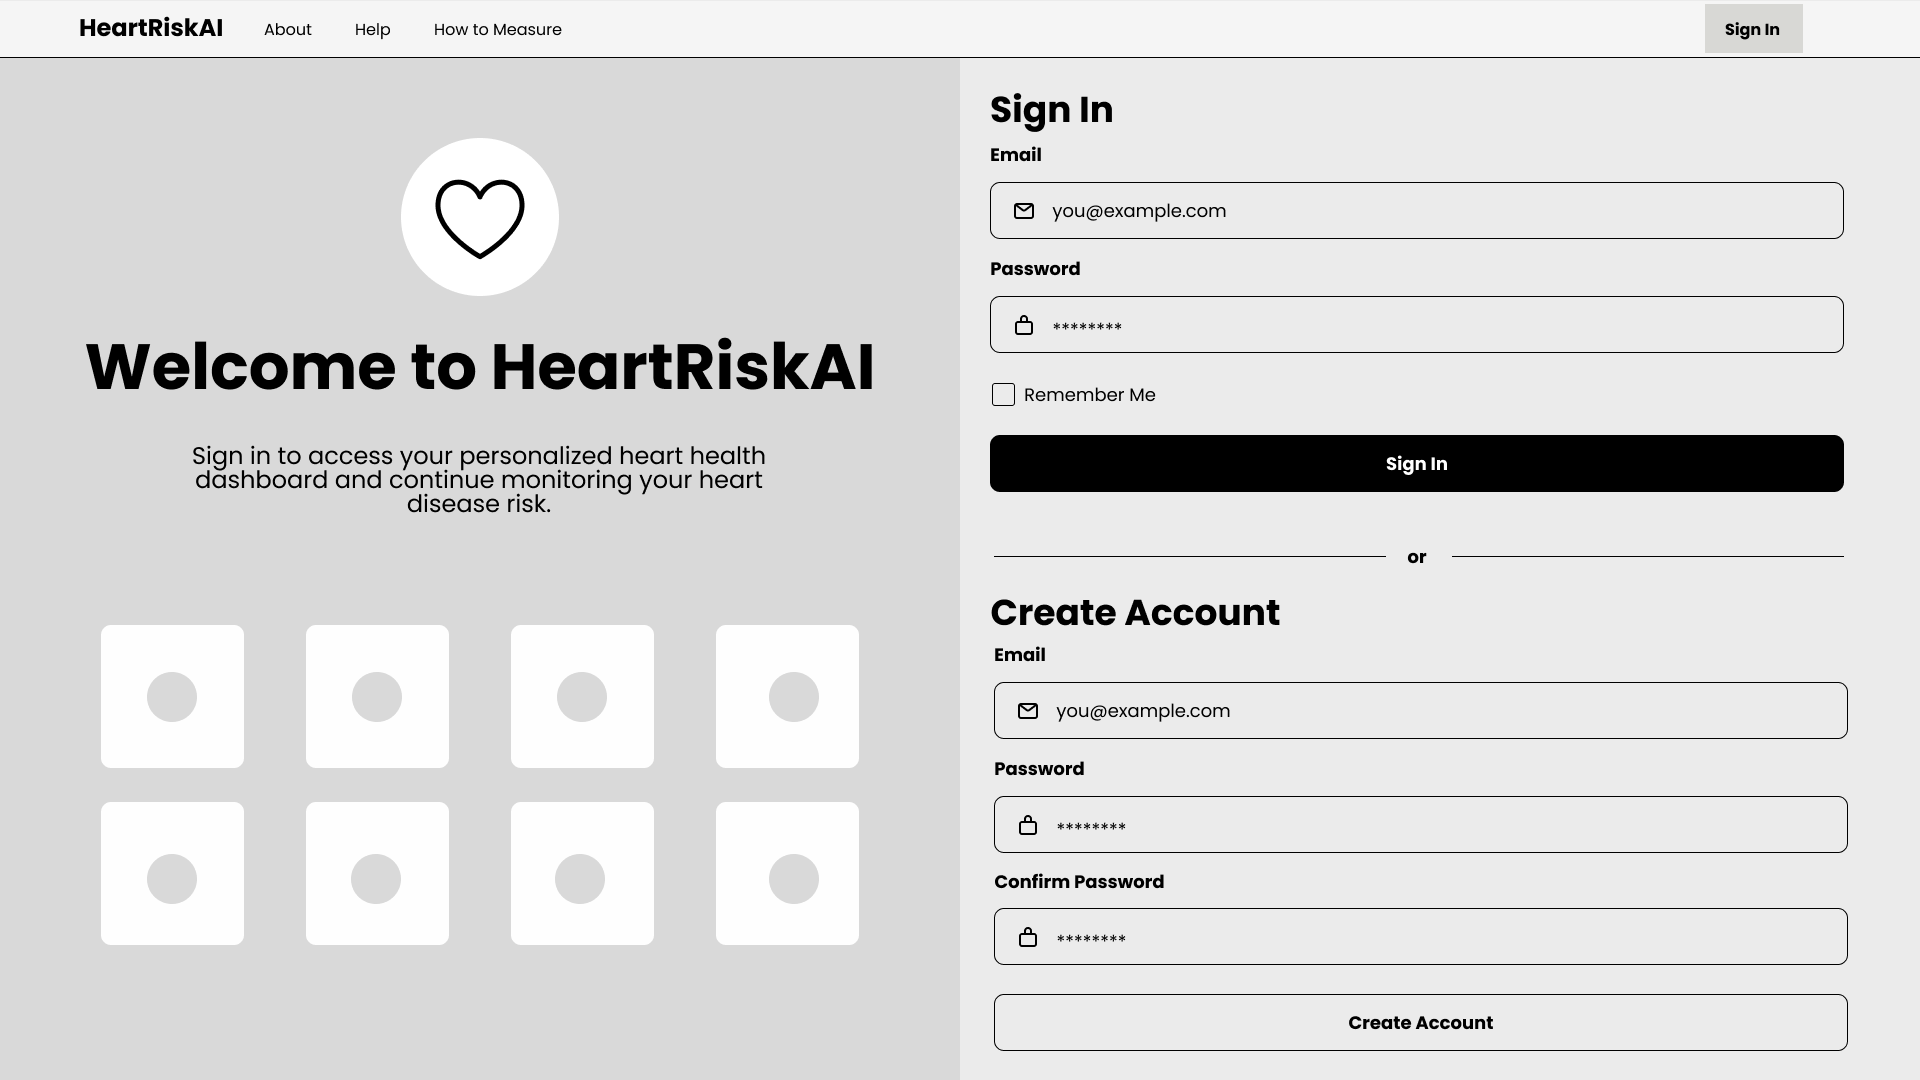 HeartRiskAI
About
Help
How to Measure
Sign In
Welcome to HeartRiskAI
Sign in to access your personalized heart health
dashboard and continue monitoring your heart
disease risk.
Sign In
Email
you@example.com
Password
********
Remember Me
Sign In
or
Create Account
Email
you@example.com
Password
********
Confirm Password
********
Create Account